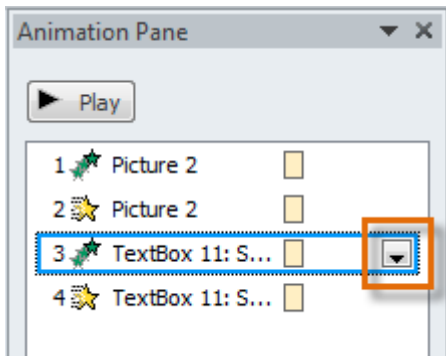 Animation Pane
Play
1 Picture 2
2 Picture 2
3 TextBox 11: S...
4 TextBox 11: S...